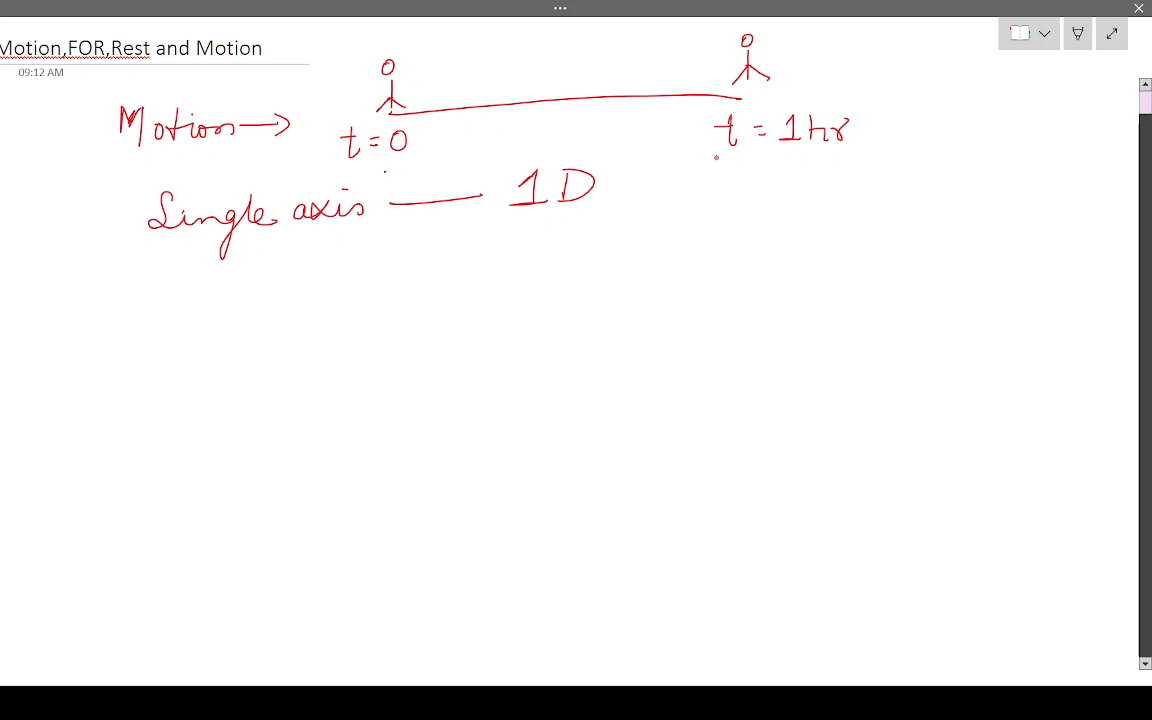 Motion,FOR,Rest and Motion
09:12 AM
Motion →
t = 0
t = 1 hr
Single axis — 1D